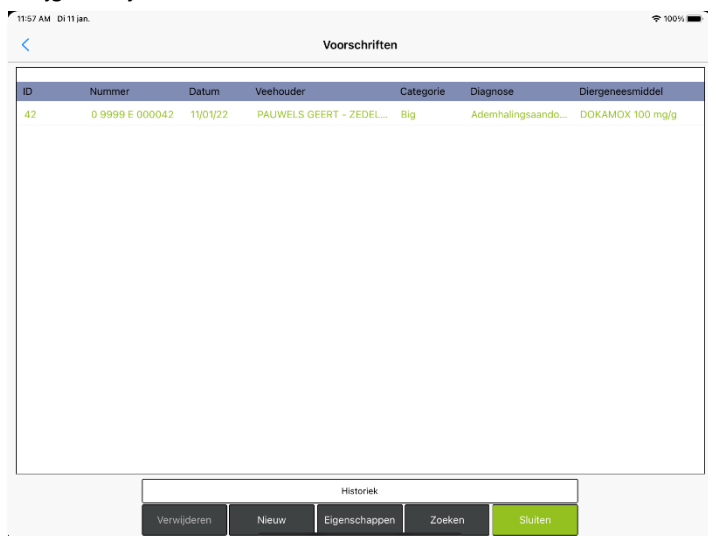 11:57 AM Di 11 jan. 100%
Voorschriften
ID Nummer Datum Veehouder Categorie Diagnose Diergeneesmiddel
42 0 9999 E 000042 11/01/22 PAUWELS GEERT - ZEDEL... Big Ademhalingsaando... DOKAMOX 100 mg/g
Historiek
Verwijderen Nieuw Eigenschappen Zoeken Sluiten